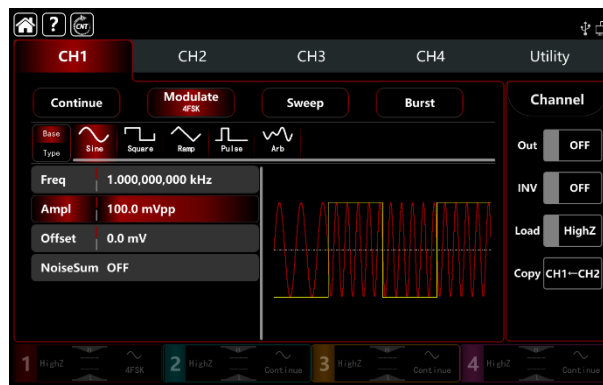 ? CNT
CH1 CH2 CH3 CH4 Utility
Continue Modulate Sweep Burst Channel
4FSK
Base
Type Sine Square Ramp Pulse Arb
Out OFF
Freq 1.000,000,000 kHz
INV OFF
Ampl 100.0 mVpp
Load HighZ
Offset 0.0 mV
NoiseSum OFF
Copy CH1←CH2
1 HighZ 4FSK 2 HighZ Continue 3 HighZ Continue 4 HighZ Continue